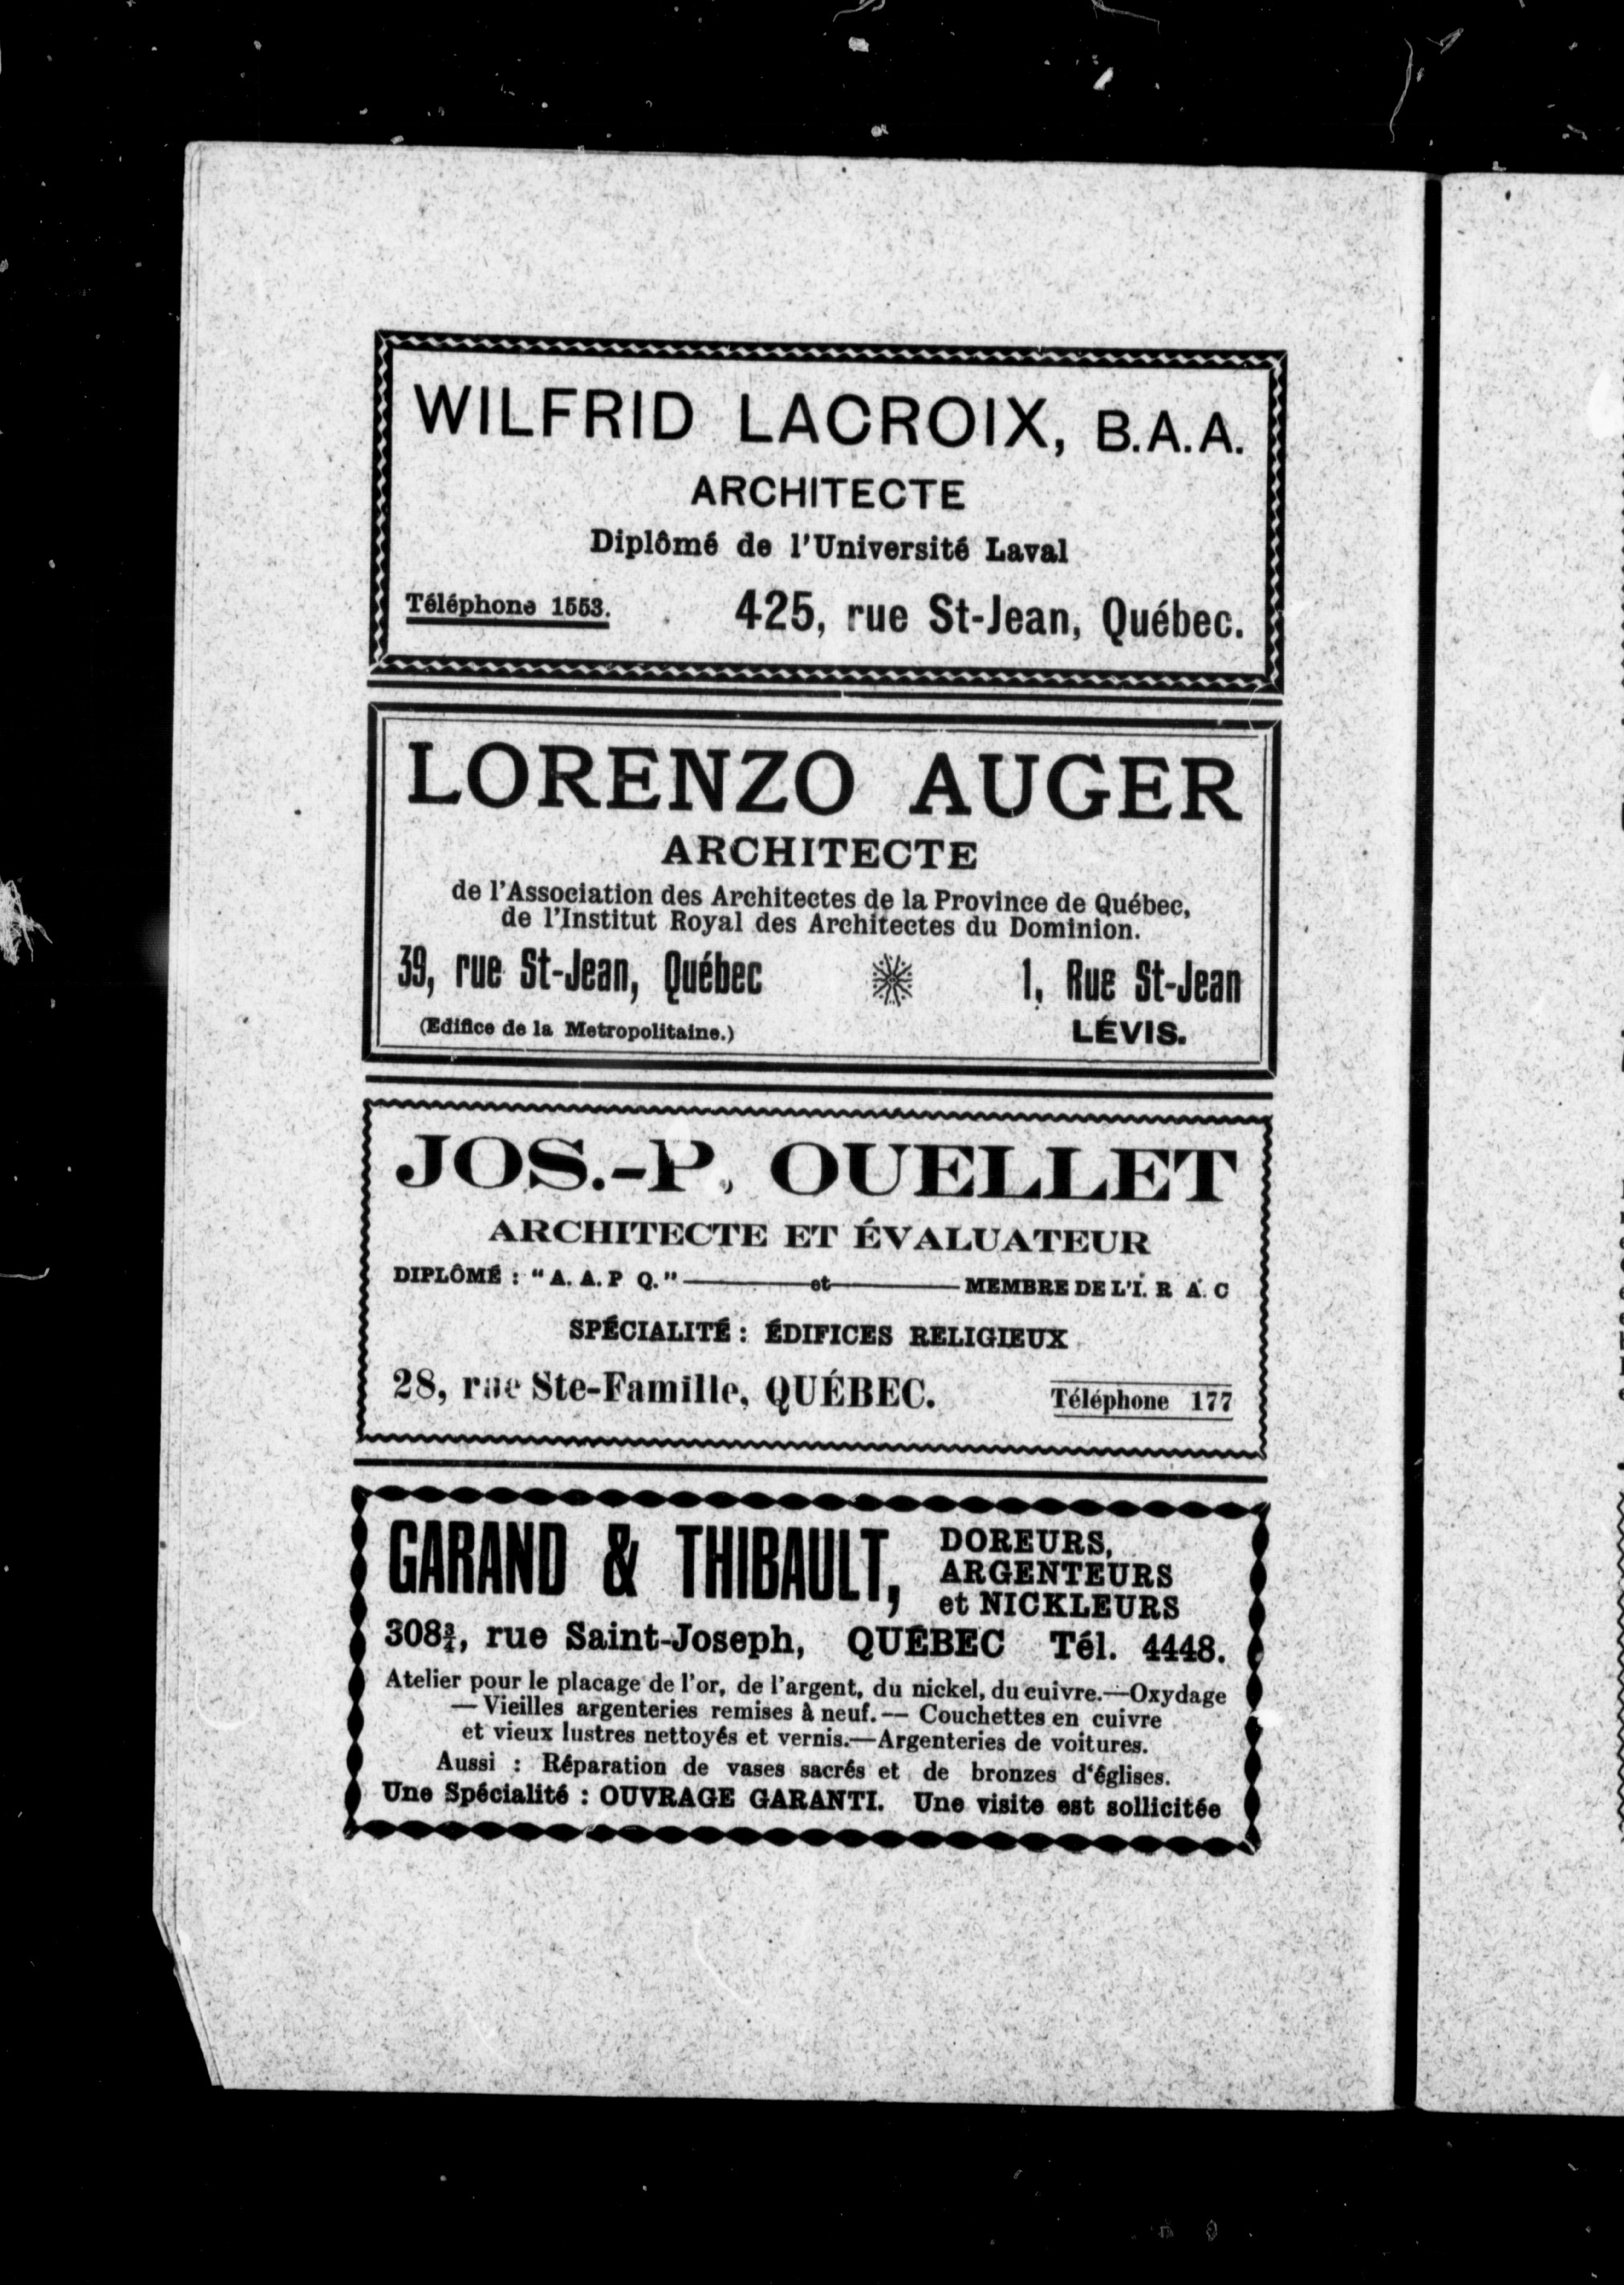 WILFRID LACROIX, B.A.A.
ARCHITECTE
Diplômé de l'Université Laval
Téléphone 1553. 425, rue St-Jean, Québec.
LORENZO AUGER
ARCHITECTE
de l'Association des Architectes de la Province de Québec,
de l'Institut Royal des Architectes du Dominion.
39, rue St-Jean, Québec 1, Rue St-Jean
(Edifice de la Metropolitaine.) LÉVIS.
JOS.-P. OUELLET
ARCHITECTE ET ÉVALUATEUR
DIPLÔMÉ : "A. A. P Q." — et — MEMBRE DE L'I. R A. C
SPÉCIALITÉ : ÉDIFICES RELIGIEUX
28, rue Ste-Famille, QUÉBEC. Téléphone 177
GARAND & THIBAULT, DOREURS,
ARGENTEURS
et NICKLEURS
308¾, rue Saint-Joseph, QUÉBEC Tél. 4448.
Atelier pour le placage de l'or, de l'argent, du nickel, du cuivre.—Oxydage
— Vieilles argenteries remises à neuf. — Couchettes en cuivre
et vieux lustres nettoyés et vernis.—Argenteries de voitures.
Aussi : Réparation de vases sacrés et de bronzes d'églises.
Une Spécialité : OUVRAGE GARANTI. Une visite est sollicitée